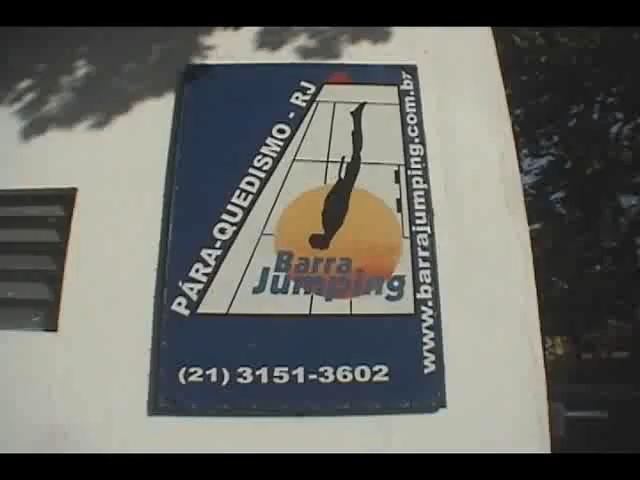 PÁRA-QUEDISMO - RJ
www.barrajumping.com.br
Barra
Jumping
(21) 3151-3602